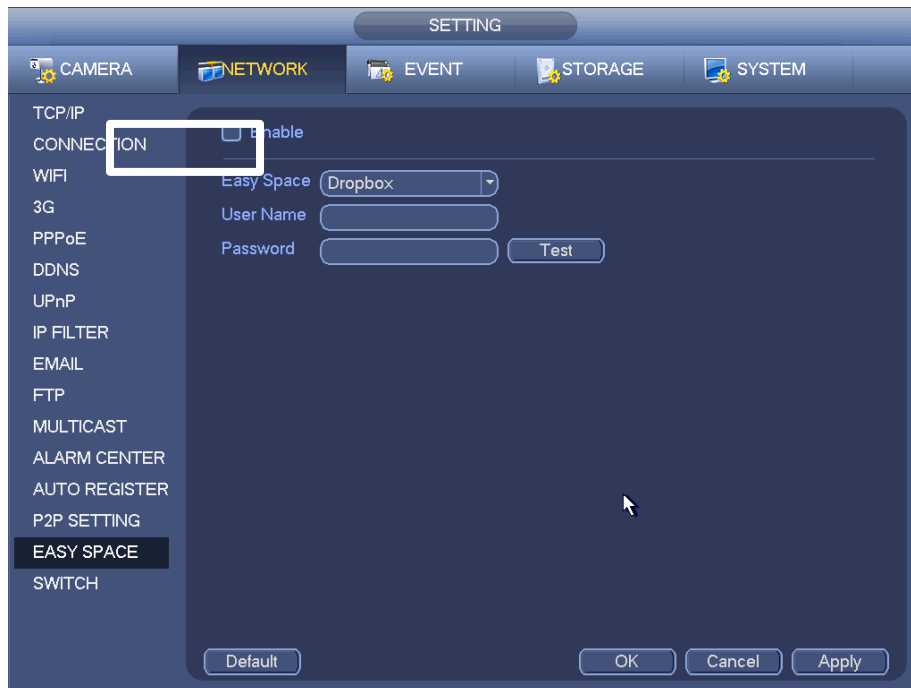 SETTING
CAMERA NETWORK EVENT STORAGE SYSTEM
TCP/IP
CONNECTION
WIFI
3G
PPPoE
DDNS
UPnP
IP FILTER
EMAIL
FTP
MULTICAST
ALARM CENTER
AUTO REGISTER
P2P SETTING
EASY SPACE
SWITCH
Enable
Easy Space Dropbox
User Name
Password Test
Default OK Cancel Apply